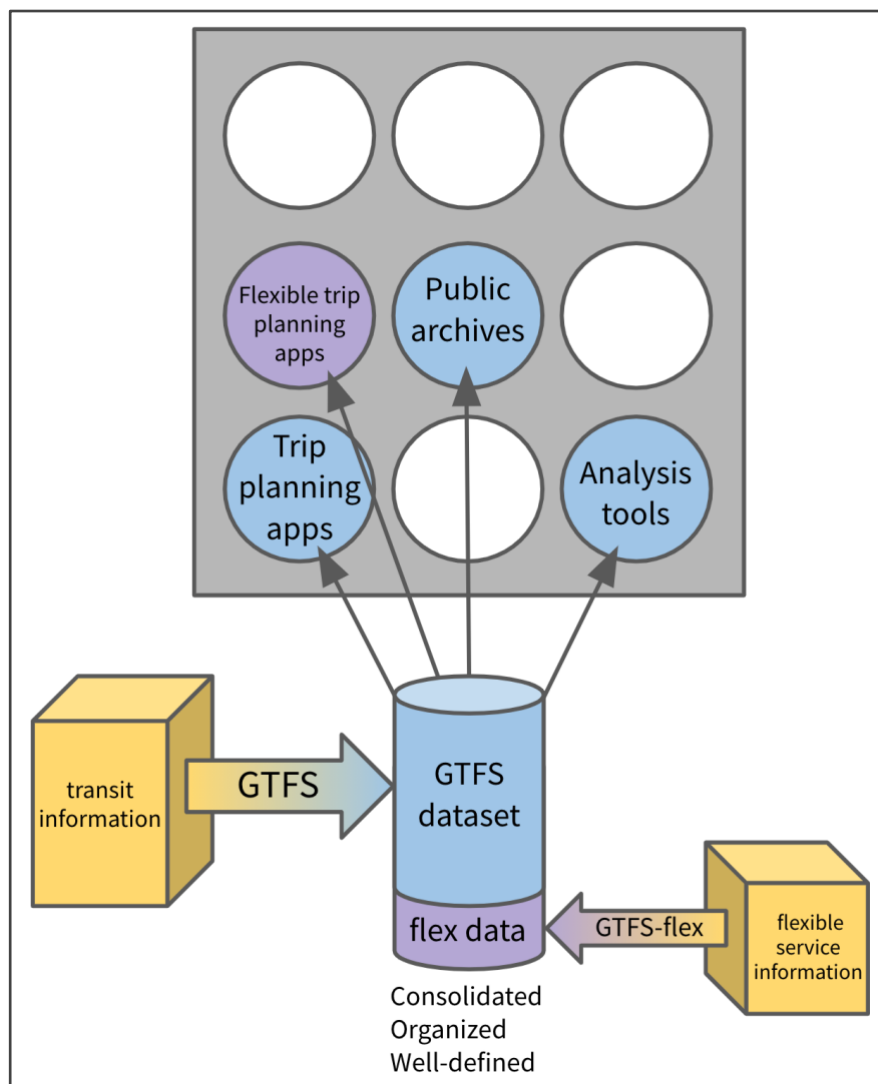 Flexible trip
planning
apps
Public
archives
Trip
planning
apps
Analysis
tools
transit
information
GTFS
GTFS
dataset
flex data
GTFS-flex
flexible
service
information
Consolidated
Organized
Well-defined